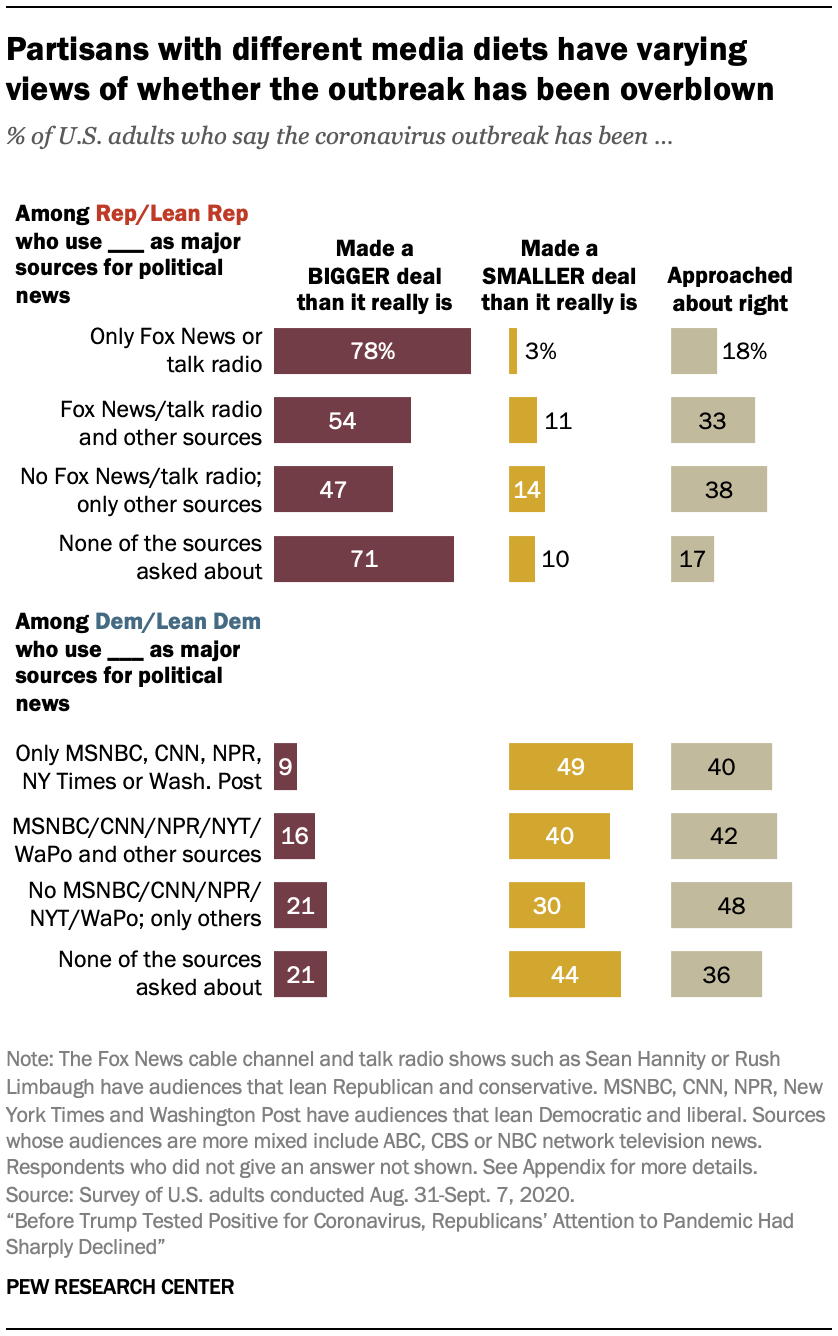 Partisans with different media diets have varying
views of whether the outbreak has been overblown
% of U.S. adults who say the coronavirus outbreak has been ...
Among Rep/Lean Rep
who use ___ as major
sources for political
news
Made a
BIGGER deal
than it really is
Made a
SMALLER deal
than it really is
Approached
about right
Only Fox News or
talk radio
78%
3%
18%
Fox News/talk radio
and other sources
54
11
33
No Fox News/talk radio;
only other sources
47
14
38
None of the sources
asked about
71
10
17
Among Dem/Lean Dem
who use ___ as major
sources for political
news
Only MSNBC, CNN, NPR,
NY Times or Wash. Post
9
49
40
MSNBC/CNN/NPR/NYT/
WaPo and other sources
16
40
42
No MSNBC/CNN/NPR/
NYT/WaPo; only others
21
30
48
None of the sources
asked about
21
44
36
Note: The Fox News cable channel and talk radio shows such as Sean Hannity or Rush
Limbaugh have audiences that lean Republican and conservative. MSNBC, CNN, NPR, New
York Times and Washington Post have audiences that lean Democratic and liberal. Sources
whose audiences are more mixed include ABC, CBS or NBC network television news.
Respondents who did not give an answer not shown. See Appendix for more details.
Source: Survey of U.S. adults conducted Aug. 31-Sept. 7, 2020.
“Before Trump Tested Positive for Coronavirus, Republicans’ Attention to Pandemic Had
Sharply Declined”
PEW RESEARCH CENTER